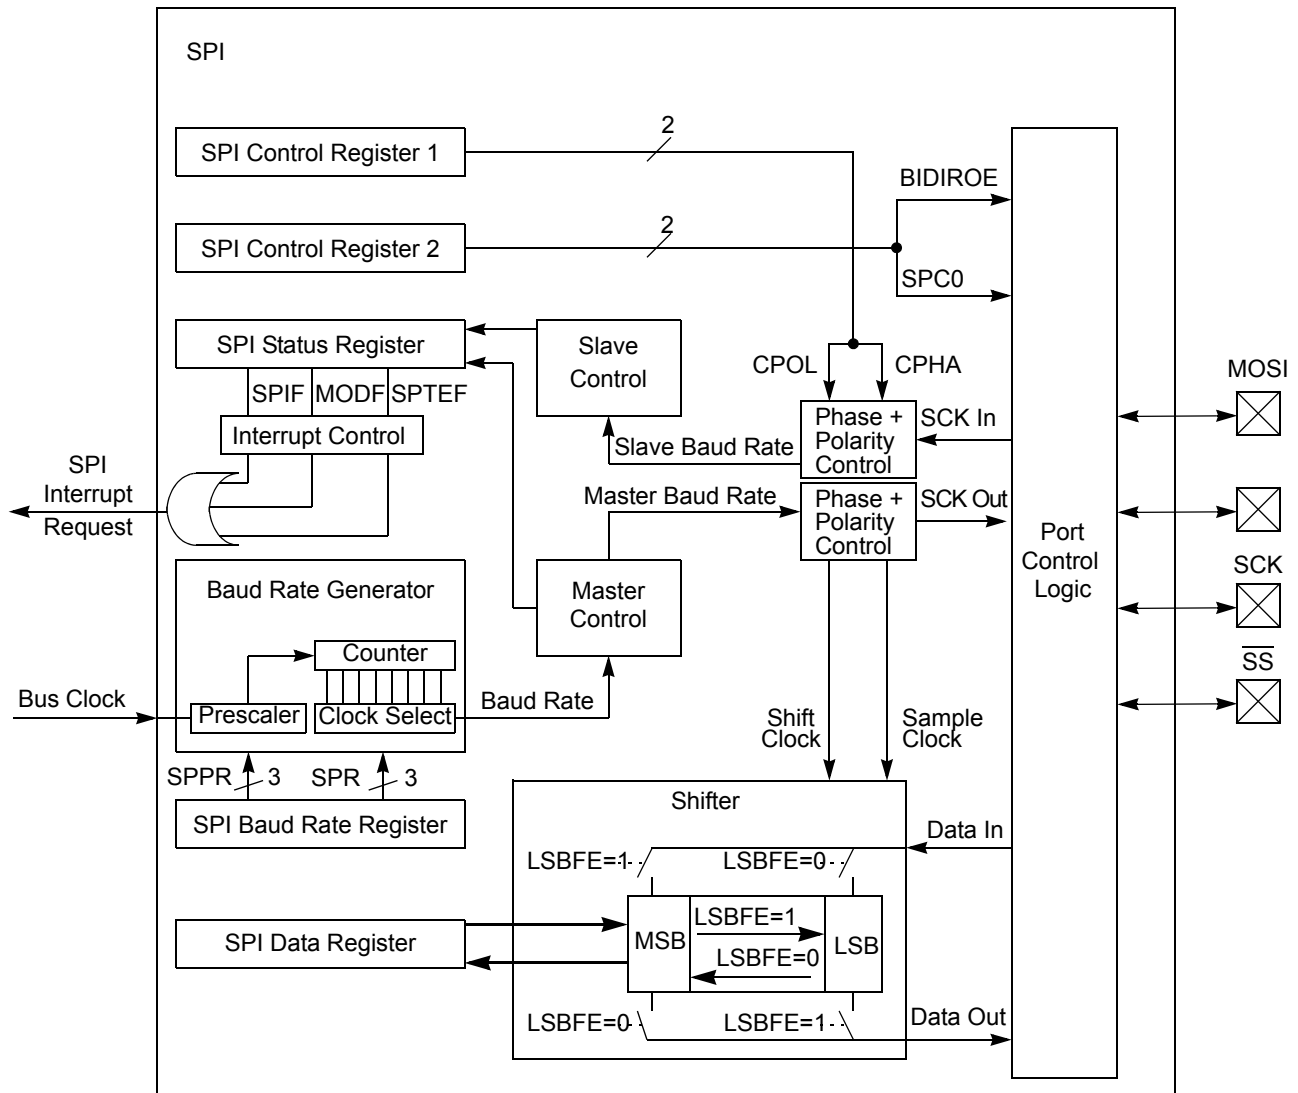 SPI
SPI Control Register 1
2
BIDIROE
SPI Control Register 2
2
SPC0
SPI Status Register
Slave
Control
CPOL
CPHA
MOSI
SPIF
MODF
SPTEF
Interrupt Control
Slave Baud Rate
Phase +
Polarity
Control
SCK In
SPI
Interrupt
Request
Master Baud Rate
Phase +
Polarity
Control
SCK Out
Port
Control
Logic
SCK
Baud Rate Generator
Master
Control
Counter
SS
Bus Clock
Prescaler
Clock Select
Baud Rate
Shift
Clock
Sample
Clock
SPPR
3
SPR
3
SPI Baud Rate Register
Shifter
Data In
LSBFE=1
LSBFE=0
SPI Data Register
MSB
LSBFE=1
LSBFE=0
LSB
LSBFE=0
LSBFE=1
Data Out